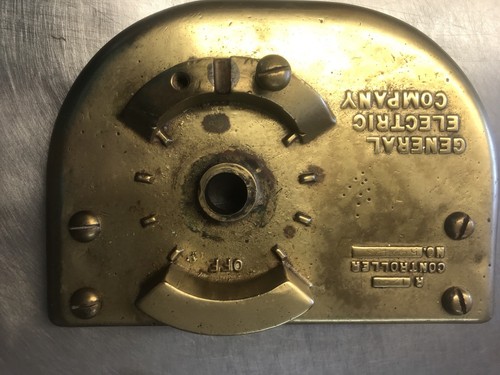 GENERAL
ELECTRIC
COMPANY
OFF
R
CONTROLLER
NO.